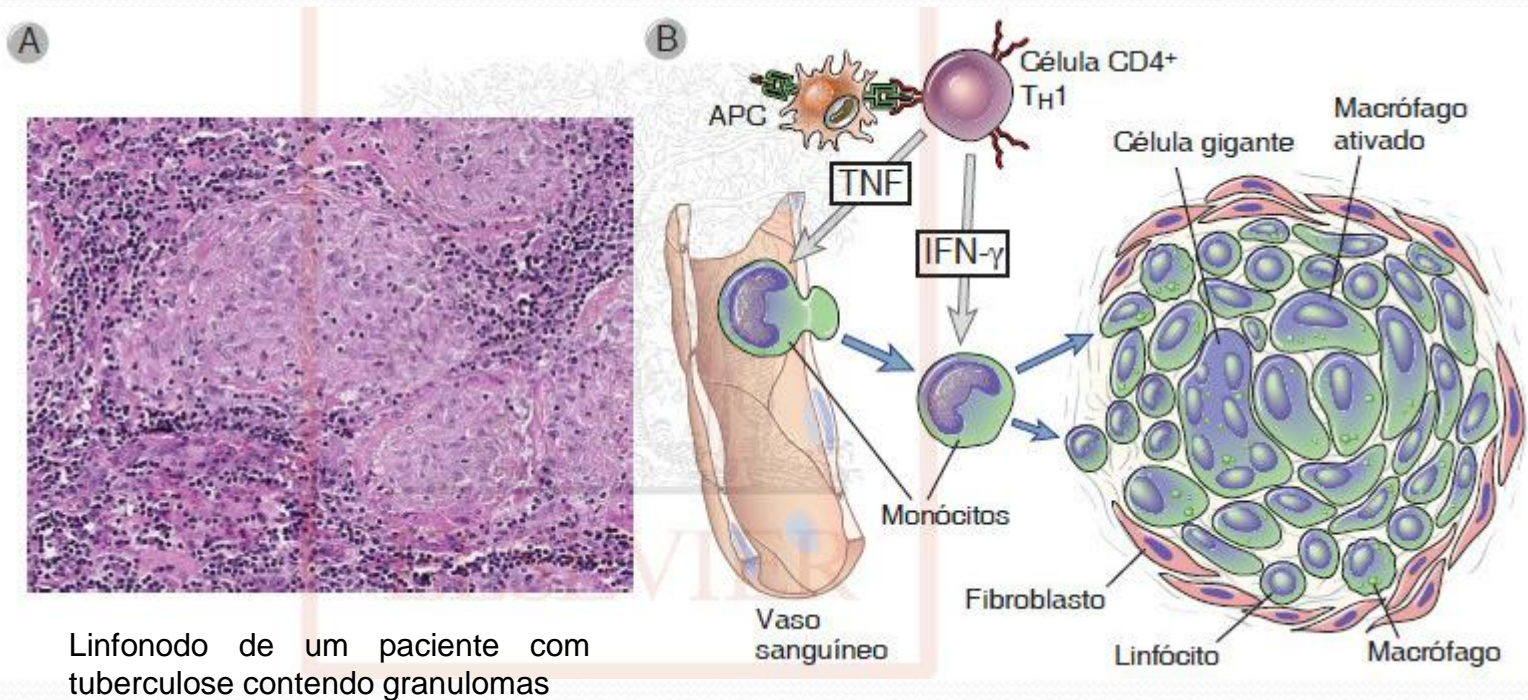 A
Linfonodo de um paciente com
tuberculose contendo granulomas
B
APC
Célula CD4+
TH1
TNF
IFN-γ
Monócitos
Vaso
sanguíneo
Célula gigante
Macrófago
ativado
Fibroblasto
Linfócito
Macrófago
ELSEVIER